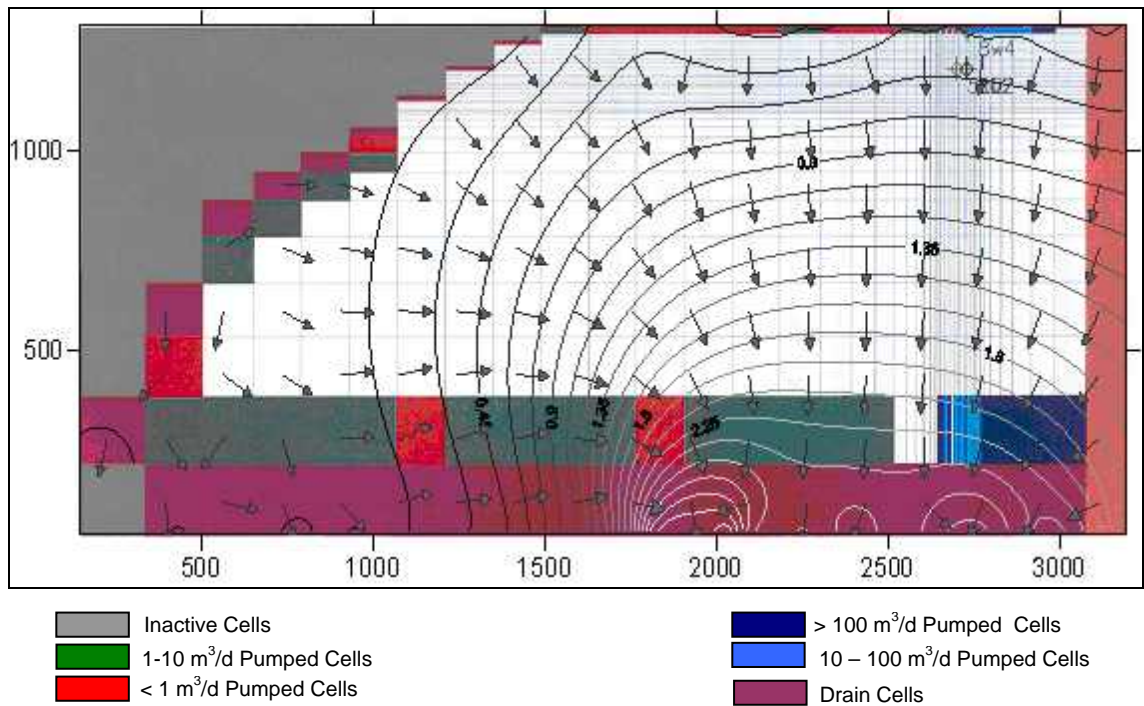 Bw4
1000
0.9
1.35
500
1.8
0.45
0.9
1.35
1.8
2.25
500 1000 1500 2000 2500 3000
Inactive Cells
1-10 m³/d Pumped Cells
< 1 m³/d Pumped Cells
> 100 m³/d Pumped Cells
10 – 100 m³/d Pumped Cells
Drain Cells